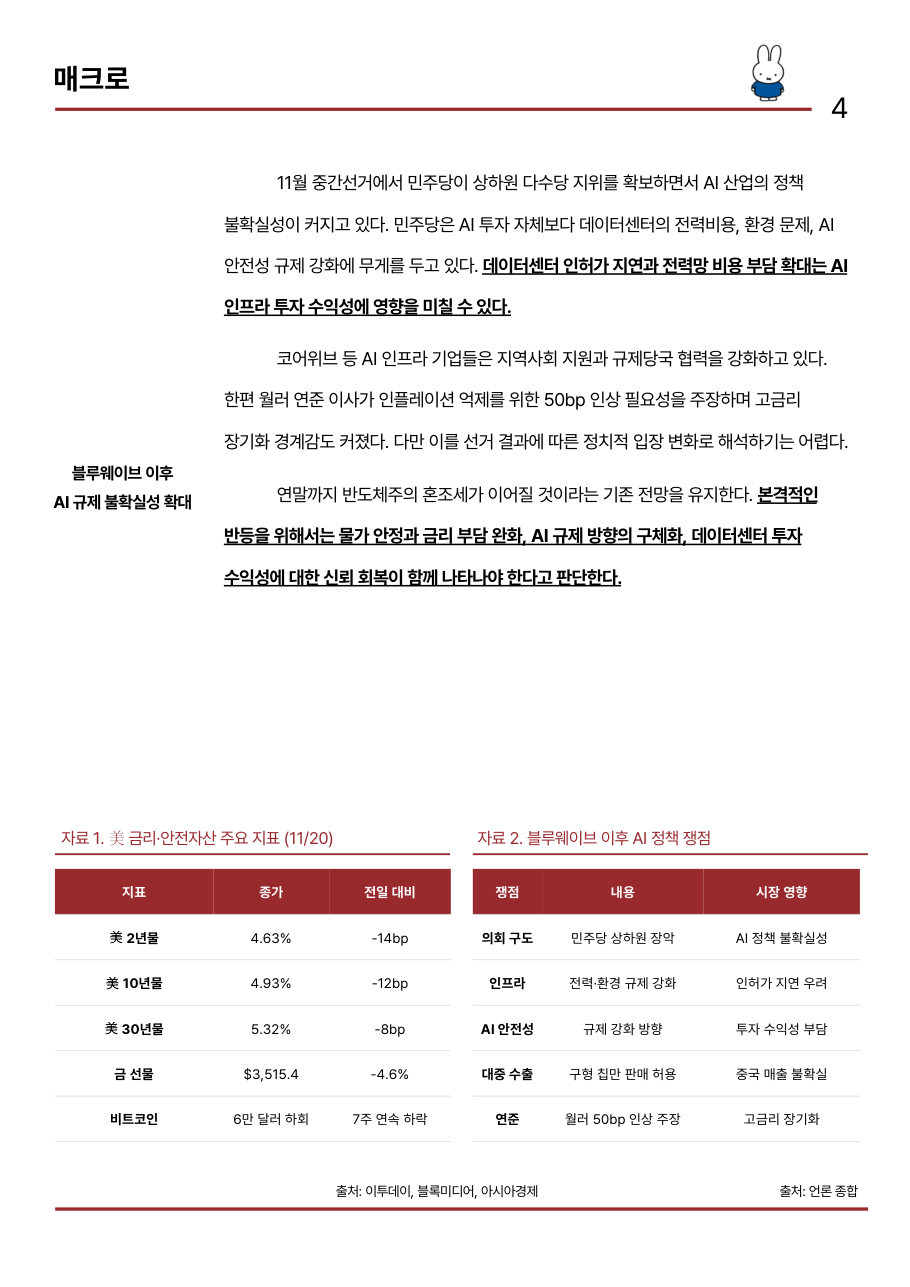 매크로
4
11월 중간선거에서 민주당이 상하원 다수당 지위를 확보하면서 AI 산업의 정책
불확실성이 커지고 있다. 민주당은 AI 투자 자체보다 데이터센터의 전력비용, 환경 문제, AI
안전성 규제 강화에 무게를 두고 있다. 데이터센터 인허가 지연과 전력망 비용 부담 확대는 AI
인프라 투자 수익성에 영향을 미칠 수 있다.
코어위브 등 AI 인프라 기업들은 지역사회 지원과 규제당국 협력을 강화하고 있다.
한편 월러 연준 이사가 인플레이션 억제를 위한 50bp 인상 필요성을 주장하며 고금리
장기화 경계감도 커졌다. 다만 이를 선거 결과에 따른 정치적 입장 변화로 해석하기는 어렵다.
블루웨이브 이후
AI 규제 불확실성 확대
연말까지 반도체주의 혼조세가 이어질 것이라는 기존 전망을 유지한다. 본격적인
반등을 위해서는 물가 안정과 금리 부담 완화, AI 규제 방향의 구체화, 데이터센터 투자
수익성에 대한 신뢰 회복이 함께 나타나야 한다고 판단한다.
자료 1. 美 금리·안전자산 주요 지표 (11/20)
지표 종가 전일 대비
美 2년물 4.63% -14bp
美 10년물 4.93% -12bp
美 30년물 5.32% -8bp
금 선물 $3,515.4 -4.6%
비트코인 6만 달러 하회 7주 연속 하락
출처: 이투데이, 블록미디어, 아시아경제
자료 2. 블루웨이브 이후 AI 정책 쟁점
쟁점 내용 시장 영향
의회 구도 민주당 상하원 장악 AI 정책 불확실성
인프라 전력·환경 규제 강화 인허가 지연 우려
AI 안전성 규제 강화 방향 투자 수익성 부담
대중 수출 구형 칩만 판매 허용 중국 매출 불확실
연준 월러 50bp 인상 주장 고금리 장기화
출처: 언론 종합